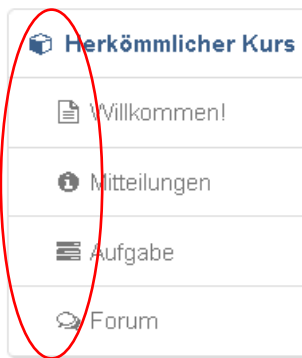 Herkömmlicher Kurs
Willkommen!
Mitteilungen
Aufgabe
Forum